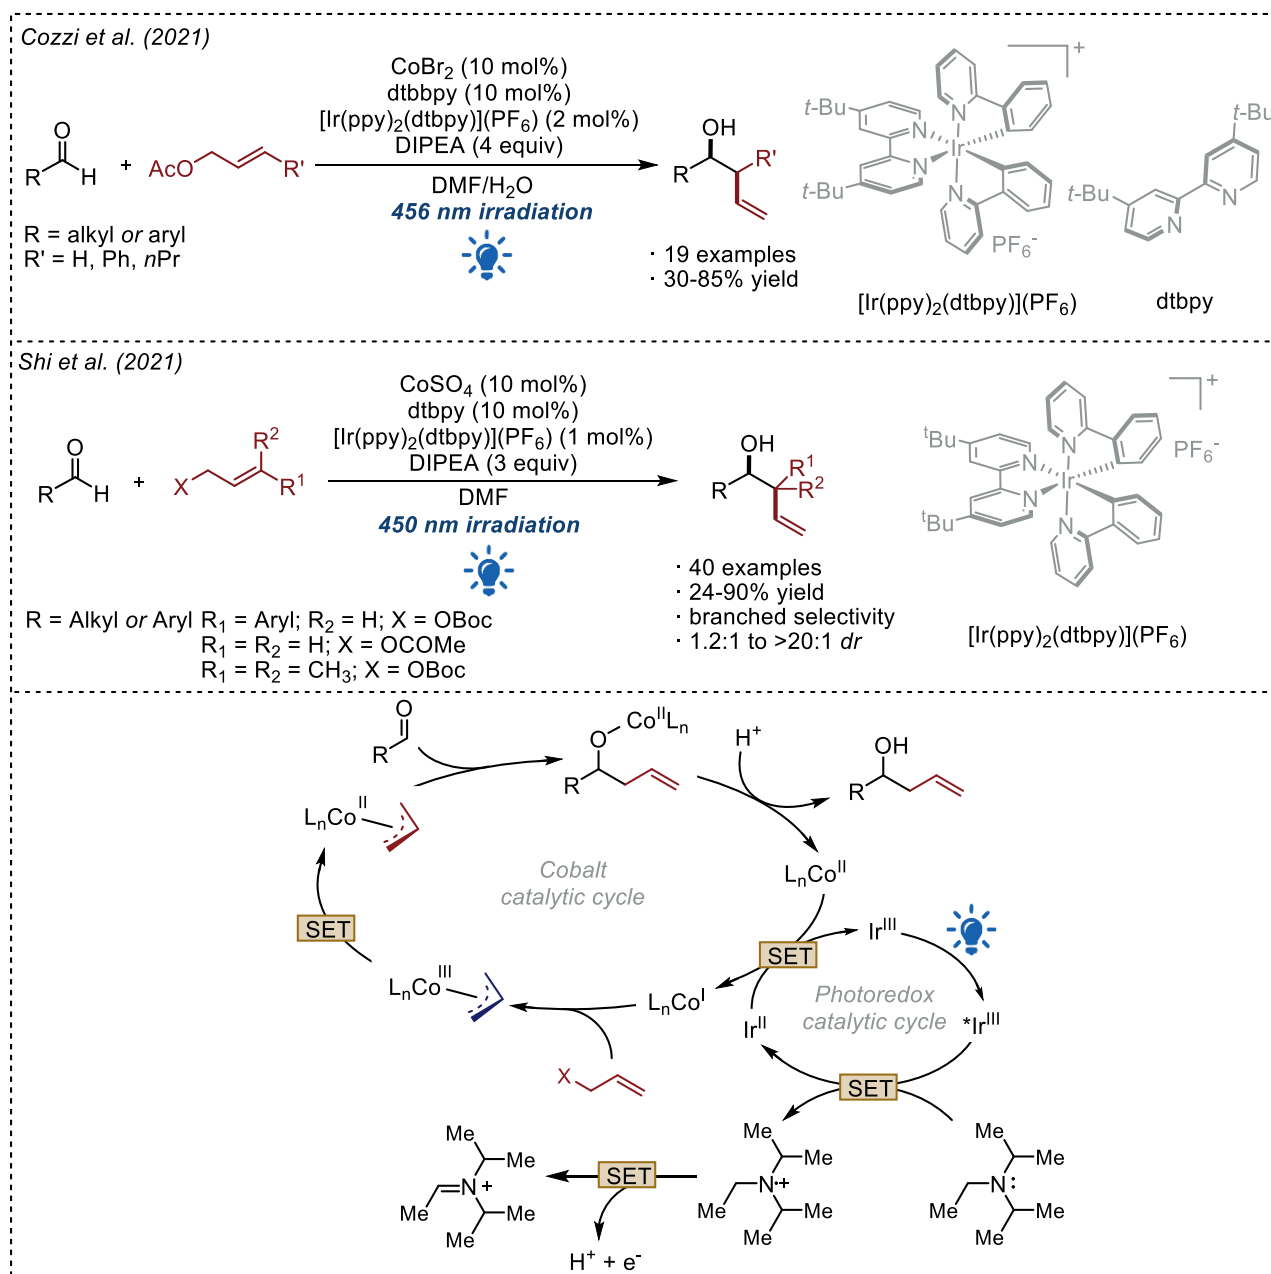 Cozzi et al. (2021)
CoBr2 (10 mol%)
dtbbpy (10 mol%)
[Ir(ppy)2(dtbpy)](PF6) (2 mol%)
DIPEA (4 equiv)
DMF/H2O
456 nm irradiation
O
R
H
+
AcO
R'
R = alkyl or aryl
R' = H, Ph, nPr
OH
R
R'
· 19 examples
· 30-85% yield
t-Bu
t-Bu
N
N
N
N
Ir
+
PF6-
[Ir(ppy)2(dtbpy)](PF6)
t-Bu
t-Bu
N
N
dtbpy
Shi et al. (2021)
CoSO4 (10 mol%)
dtbpy (10 mol%)
[Ir(ppy)2(dtbpy)](PF6) (1 mol%)
DIPEA (3 equiv)
DMF
450 nm irradiation
O
R
H
+
X
R2
R1
R = Alkyl or Aryl R1 = Aryl; R2 = H; X = OBoc
R1 = R2 = H; X = OCOMe
R1 = R2 = CH3; X = OBoc
OH
R
R1
R2
· 40 examples
· 24-90% yield
· branched selectivity
· 1.2:1 to >20:1 dr
tBu
tBu
N
N
N
N
Ir
+
PF6-
[Ir(ppy)2(dtbpy)](PF6)
O
R
O
CoIILn
R
H+
OH
R
LnCoII
Cobalt
catalytic cycle
LnCoII
SET
IrIII
SET
LnCoIII
LnCoI
Photoredox
catalytic cycle
IrII
*IrIII
X
SET
Me
Me
N
+
Me
Me
SET
H+ + e-
Me
Me
N
·+
Me
Me
Me
Me
Me
N:
Me
Me
Me